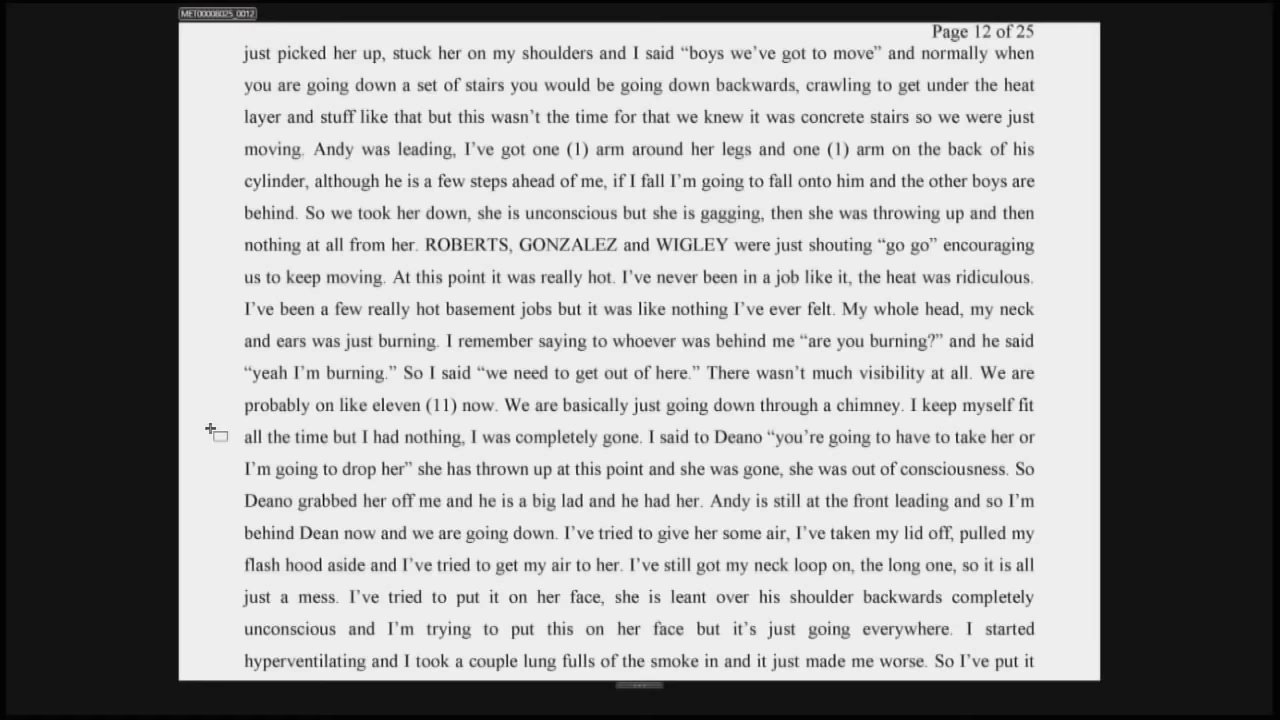 MET00008025_0012
Page 12 of 25
just picked her up, stuck her on my shoulders and I said “boys we’ve got to move” and normally when
you are going down a set of stairs you would be going down backwards, crawling to get under the heat
layer and stuff like that but this wasn’t the time for that we knew it was concrete stairs so we were just
moving. Andy was leading, I’ve got one (1) arm around her legs and one (1) arm on the back of his
cylinder, although he is a few steps ahead of me, if I fall I’m going to fall onto him and the other boys are
behind. So we took her down, she is unconscious but she is gagging, then she was throwing up and then
nothing at all from her. ROBERTS, GONZALEZ and WIGLEY were just shouting “go go” encouraging
us to keep moving. At this point it was really hot. I’ve never been in a job like it, the heat was ridiculous.
I’ve been a few really hot basement jobs but it was like nothing I’ve ever felt. My whole head, my neck
and ears was just burning. I remember saying to whoever was behind me “are you burning?” and he said
“yeah I’m burning.” So I said “we need to get out of here.” There wasn’t much visibility at all. We are
probably on like eleven (11) now. We are basically just going down through a chimney. I keep myself fit
all the time but I had nothing, I was completely gone. I said to Deano “you’re going to have to take her or
I’m going to drop her” she has thrown up at this point and she was gone, she was out of consciousness. So
Deano grabbed her off me and he is a big lad and he had her. Andy is still at the front leading and so I’m
behind Dean now and we are going down. I’ve tried to give her some air, I’ve taken my lid off, pulled my
flash hood aside and I’ve tried to get my air to her. I’ve still got my neck loop on, the long one, so it is all
just a mess. I’ve tried to put it on her face, she is leant over his shoulder backwards completely
unconscious and I’m trying to put this on her face but it’s just going everywhere. I started
hyperventilating and I took a couple lung fulls of the smoke in and it just made me worse. So I’ve put it